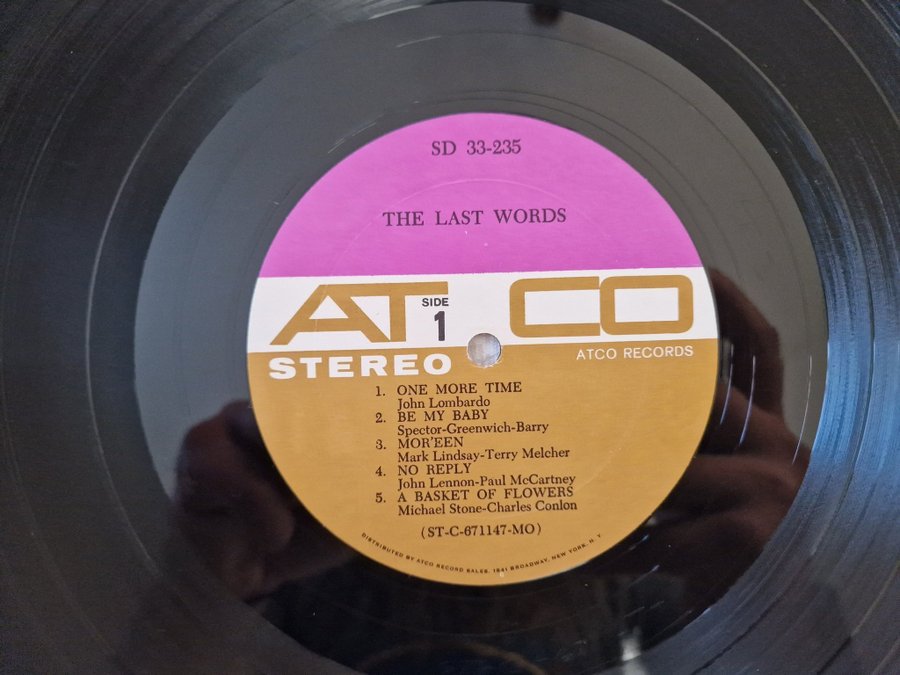 SD 33-235
THE LAST WORDS
AT CO
SIDE
1
STEREO
ATCO RECORDS
1. ONE MORE TIME
John Lombardo
2. BE MY BABY
Spector-Greenwich-Barry
3. MOR'EEN
Mark Lindsay-Terry Melcher
4. NO REPLY
John Lennon-Paul McCartney
5. A BASKET OF FLOWERS
Michael Stone-Charles Conlon
(ST-C-671147-MO)
DISTRIBUTED BY ATCO RECORD SALES, 1841 BROADWAY, NEW YORK, N. Y.